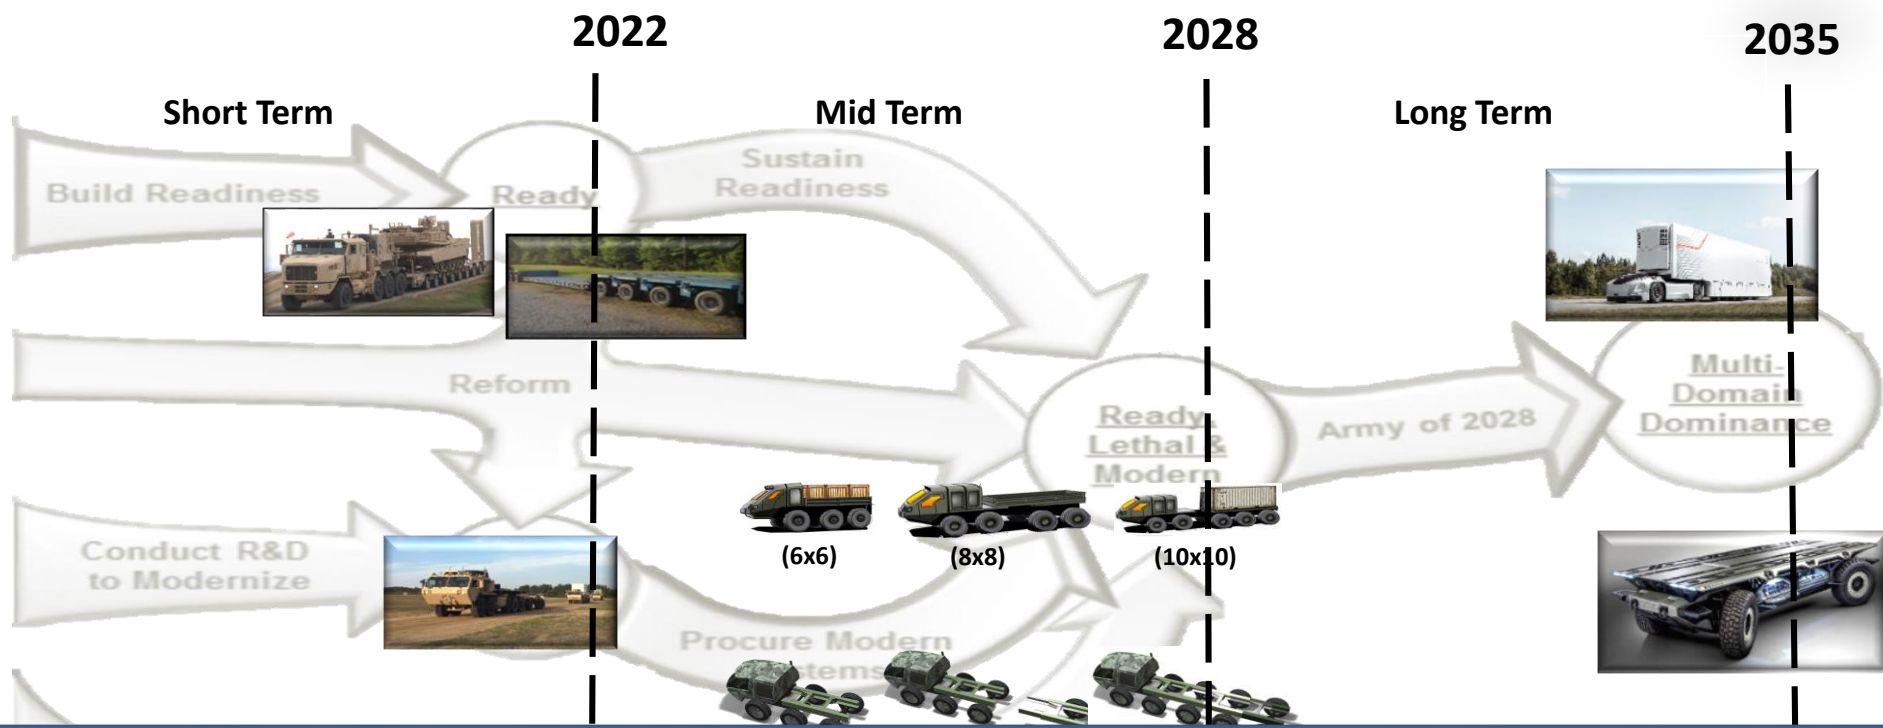 2022
2028
2035
Short Term
Mid Term
Long Term
Build Readiness
Ready
Sustain
Readiness
Reform
Ready,
Lethal &
Modern
Army of 2028
Multi-
Domain
Dominance
(6x6)
(8x8)
(10x10)
Conduct R&D
to Modernize
Procure Modern